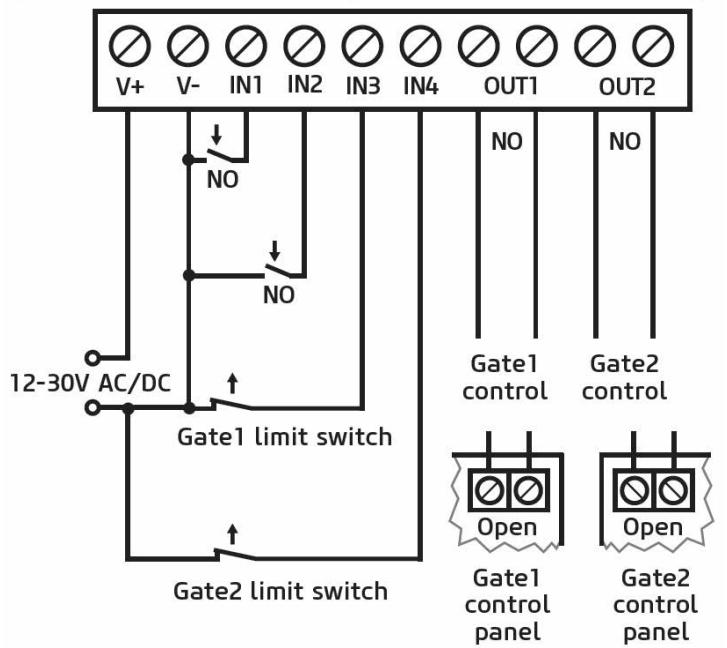 V+ V- IN1 IN2 IN3 IN4 OUT1 OUT2
NO NO
NO
NO
12-30V AC/DC
Gate1 limit switch
Gate2 limit switch
Gate1
control
Gate2
control
Open
Gate1
control
panel
Open
Gate2
control
panel